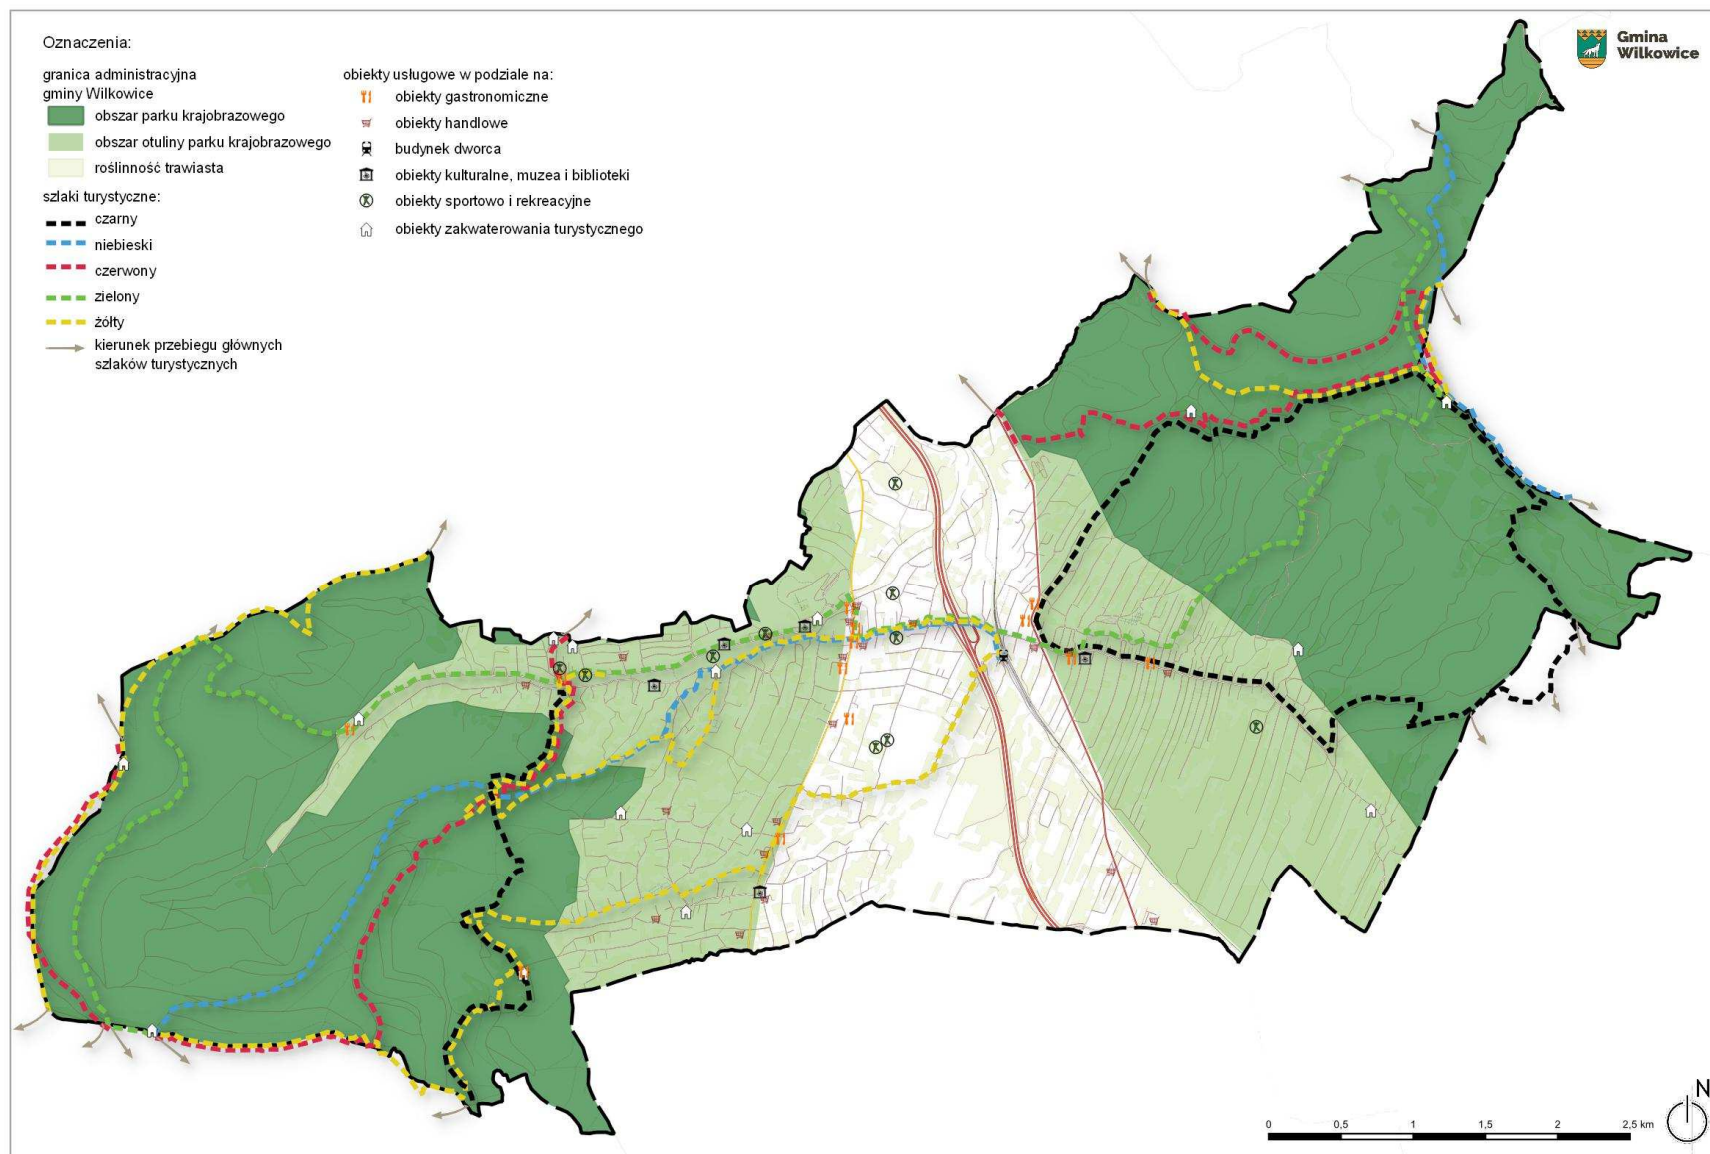 Oznaczenia:
granica administracyjna
gminy Wilkowice
obszar parku krajobrazowego
obszar otuliny parku krajobrazowego
roślinność trawiasta
szlaki turystyczne:
czarny
niebieski
czerwony
zielony
żółty
kierunek przebiegu głównych
szlaków turystycznych
obiekty usługowe w podziale na:
obiekty gastronomiczne
obiekty handlowe
budynek dworca
obiekty kulturalne, muzea i biblioteki
obiekty sportowo i rekreacyjne
obiekty zakwaterowania turystycznego
Gmina
Wilkowice
N
0 0,5 1 1,5 2 2,5 km